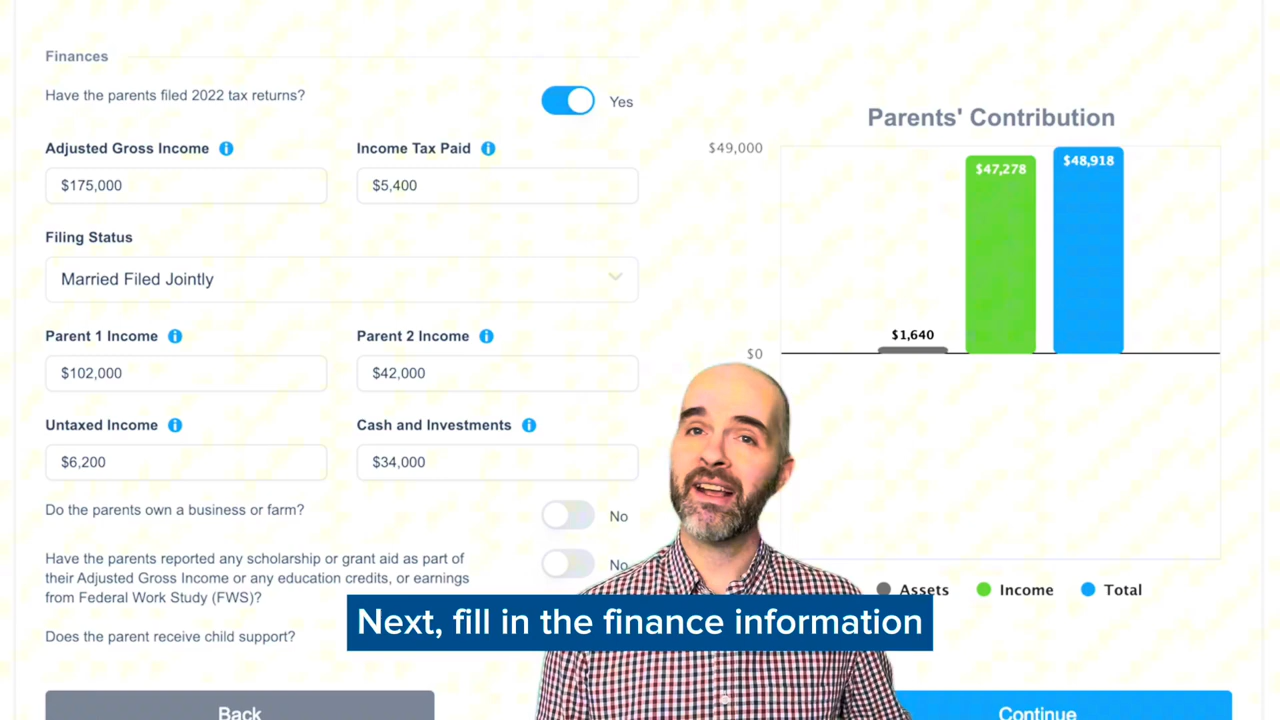 Finances
Have the parents filed 2022 tax returns?
Yes
Adjusted Gross Income
Income Tax Paid
$175,000
$5,400
Filing Status
Married Filing Jointly
Parent 1 Income
Parent 2 Income
$102,000
$42,000
Untaxed Income
Cash and Investments
$6,200
$34,000
Do the parents own a business or farm?
No
Have the parents reported any scholarship or grant aid as part of
their Adjusted Gross Income or any education credits, or earnings
from Federal Work Study (FWS)?
No
Does the parent receive child support?
Back
Parents' Contribution
$49,000
$47,278
$48,918
$1,640
$0
Assets
Income
Total
Next, fill in the finance information
Continue